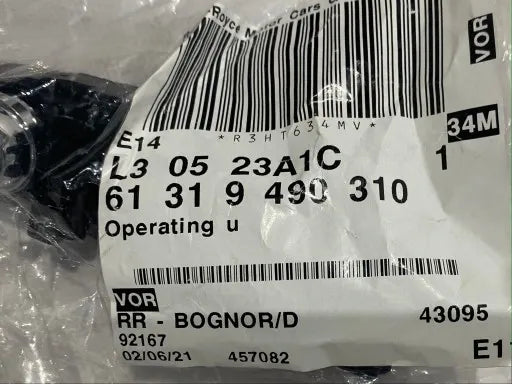 -Royce Motor Cars
VOR
E14
*R3HT634MV*
34M
L3 05 23A1C 1
61 31 9 490 310
Operating u
VOR
RR - BOGNOR/D 43095
92167
02/06/21 457082
E11